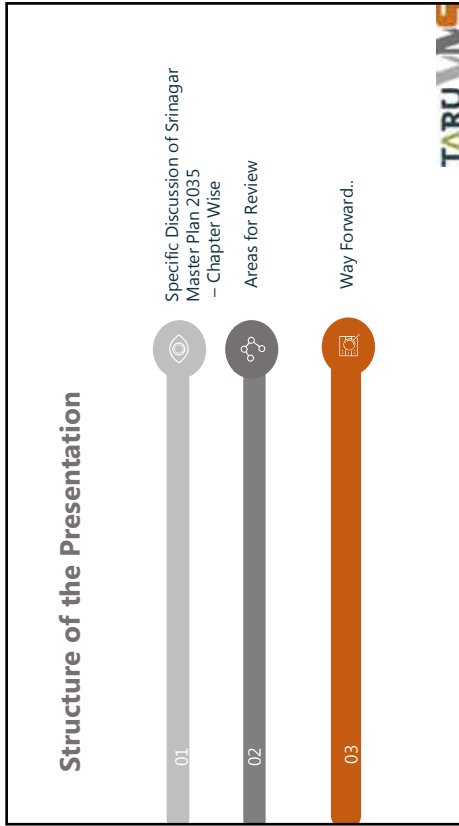 Structure of the Presentation
01
Specific Discussion of Srinagar
Master Plan 2035
– Chapter Wise
02
Areas for Review
03
Way Forward..
TARU